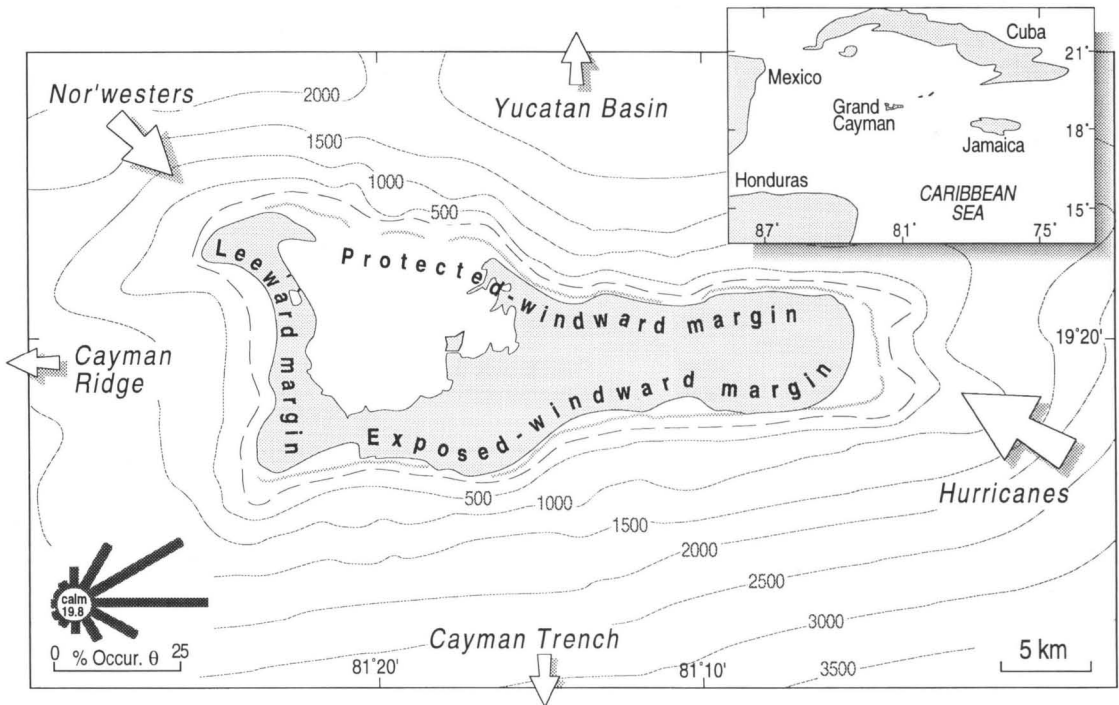 Nor'westers
Yucatan Basin
Cayman
Ridge
Hurricanes
Cayman Trench
Leeward margin
Protected-windward margin
Exposed-windward margin
2000
1500
1000
500
500
1000
1500
2000
2500
3000
3500
19°20'
81°20'
81°10'
5 km
calm
19.8
0 % Occur. θ 25
Cuba
Mexico
Grand
Cayman
Jamaica
Honduras
CARIBBEAN
SEA
21°
18°
15°
87°
81°
75°